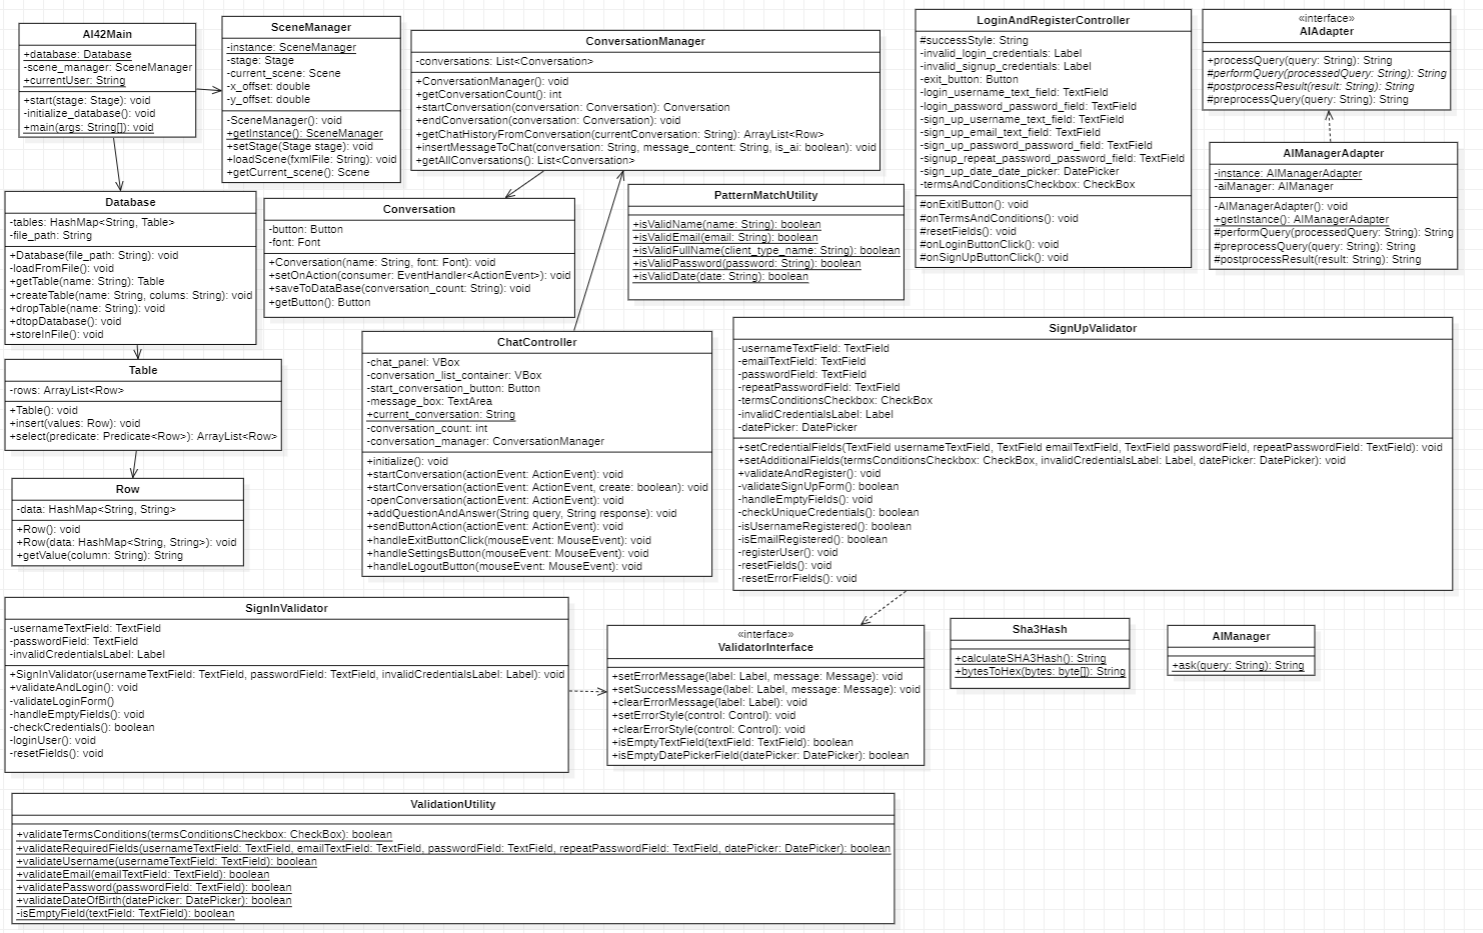 AI42Main
+database: Database
-scene_manager: SceneManager
+currentUser: String
+start(stage: Stage): void
-initialize_database(): void
+main(args: String[]): void
SceneManager
-instance: SceneManager
-stage: Stage
-current_scene: Scene
-x_offset: double
-y_offset: double
-SceneManager(): void
+getInstance(): SceneManager
+setStage(Stage stage): void
+loadScene(fxmlFile: String): void
+getCurrent_scene(): Scene
ConversationManager
-conversations: List<Conversation>
+ConversationManager(): void
+getConversationCount(): int
+startConversation(conversation: Conversation): Conversation
+endConversation(conversation: Conversation): void
+getChatHistoryFromConversation(currentConversation: String): ArrayList<Row>
+insertMessageToChat(conversation: String, message_content: String, is_ai: boolean): void
+getAllConversations(): List<Conversation>
LoginAndRegisterController
#successStyle: String
-invalid_login_credentials: Label
-invalid_signup_credentials: Label
-exit_button: Button
-login_username_text_field: TextField
-login_password_password_field: TextField
-sign_up_username_text_field: TextField
-sign_up_email_text_field: TextField
-sign_up_password_password_field: TextField
-signup_repeat_password_password_field: TextField
-sign_up_date_date_picker: DatePicker
-termsAndConditionsCheckbox: CheckBox
#onExitlButton(): void
#onTermsAndConditions(): void
#resetFields(): void
#onLoginButtonClick(): void
#onSignUpButtonClick(): void
«interface»
AIAdapter
+processQuery(query: String): String
#performQuery(processedQuery: String): String
#postprocessResult(result: String): String
#preprocessQuery(query: String): String
AIManagerAdapter
-instance: AIManagerAdapter
-aiManager: AIManager
-AIManagerAdapter(): void
+getInstance(): AIManagerAdapter
#performQuery(processedQuery: String): String
#preprocessQuery(query: String): String
#postprocessResult(query: String): String
Database
-tables: HashMap<String, Table>
-file_path: String
+Database(file_path: String): void
-loadFromFile(): void
+getTable(name: String): Table
+createTable(name: String, colums: String): void
+dropTable(name: String): void
+dtopDatabase(): void
+storeInFile(): void
Conversation
-button: Button
-font: Font
+Conversation(name: String, font: Font): void
+setOnAction(consumer: EventHandler<ActionEvent>): void
+saveToDataBase(conversation_count: String): void
+getButton(): Button
PatternMatchUtility
+isValidName(name: String): boolean
+isValidEmail(email: String): boolean
+isValidFullName(client_type_name: String): boolean
+isValidPassword(password: String): boolean
+isValidDate(date: String): boolean
Table
-rows: ArrayList<Row>
+Table(): void
+insert(values: Row): void
+select(predicate: Predicate<Row>): ArrayList<Row>
ChatController
-chat_panel: VBox
-conversation_list_container: VBox
-start_conversation_button: Button
-message_box: TextArea
+current_conversation: String
-conversation_count: int
-conversation_manager: ConversationManager
+initialize(): void
+startConversation(actionEvent: ActionEvent): void
+startConversation(actionEvent: ActionEvent, create: boolean): void
-openConversation(actionEvent: ActionEvent): void
+addQuestionAndAnswer(String query, String response): void
+sendButtonAction(actionEvent: ActionEvent): void
+handleExitButtonClick(mouseEvent: MouseEvent): void
+handleSettingsButton(mouseEvent: MouseEvent): void
+handleLogoutButton(mouseEvent: MouseEvent): void
SignUpValidator
-usernameTextField: TextField
-emailTextField: TextField
-passwordField: TextField
-repeatPasswordField: TextField
-termsConditionsCheckbox: CheckBox
-invalidCredentialsLabel: Label
-datePicker: DatePicker
+setCredentialFields(TextField usernameTextField, TextField emailTextField, TextField passwordField, repeatPasswordField: TextField): void
+setAdditionalFields(termsConditionsCheckbox: CheckBox, invalidCredentialsLabel: Label, datePicker: DatePicker): void
+validateAndRegister(): void
-validateSignUpForm(): boolean
-handleEmptyFields(): void
-checkUniqueCredentials(): boolean
-isUsernameRegistered(): boolean
-isEmailRegistered(): boolean
-registerUser(): void
-resetFields(): void
-resetErrorFields(): void
Row
-data: HashMap<String, String>
+Row(): void
+Row(data: HashMap<String, String>): void
+getValue(column: String): String
SignInValidator
-usernameTextField: TextField
-passwordField: TextField
-invalidCredentialsLabel: Label
+SignInValidator(usernameTextField: TextField, passwordField: TextField, invalidCredentialsLabel: Label): void
+validateAndLogin(): void
-validateLoginForm()
-handleEmptyFields(): void
-checkCredentials(): boolean
-loginUser(): void
-resetFields(): void
«interface»
ValidatorInterface
+setErrorMessage(label: Label, message: Message): void
+setSuccessMessage(label: Label, message: Message): void
+clearErrorMessage(label: Label): void
+setErrorStyle(control: Control): void
+clearErrorStyle(control: Control): void
+isEmptyTextField(textField: TextField): boolean
+isEmptyDatePickerField(datePicker: DatePicker): boolean
Sha3Hash
+calculateSHA3Hash(): String
+bytesToHex(bytes: byte[]): String
AIManager
+ask(query: String): String
ValidationUtility
+validateTermsConditions(termsConditionsCheckbox: CheckBox): boolean
+validateRequiredFields(usernameTextField: TextField, emailTextField: TextField, passwordField: TextField, repeatPasswordField: TextField, datePicker: DatePicker): boolean
+validateUsername(usernameTextField: TextField): boolean
+validateEmail(emailTextField: TextField): boolean
+validatePassword(passwordField: TextField): boolean
+validateDateOfBirth(datePicker: DatePicker): boolean
-isEmptyField(textField: TextField): boolean